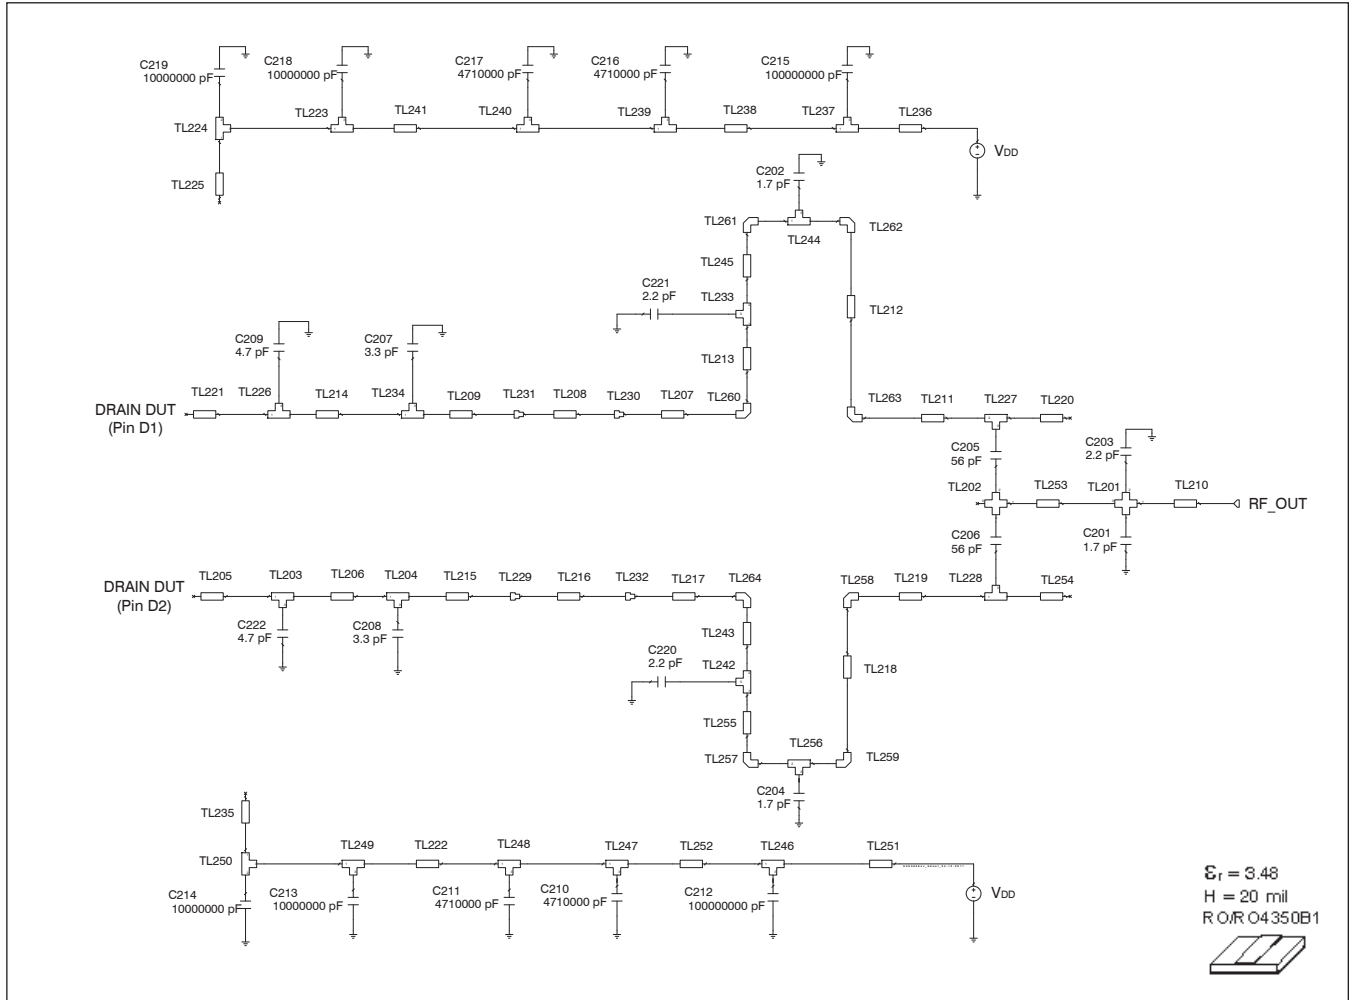 C219
10000000 pF
C218
10000000 pF
C217
4710000 pF
C216
4710000 pF
C215
100000000 pF
TL224
TL223
TL241
TL240
TL239
TL238
TL237
TL236
VDD
TL225
C202
1.7 pF
TL261
TL244
TL262
TL245
C221
2.2 pF
TL233
TL212
C209
4.7 pF
C207
3.3 pF
TL213
DRAIN DUT
(Pin D1)
TL221
TL226
TL214
TL234
TL209
TL231
TL208
TL230
TL207
TL260
TL263
TL211
TL227
TL220
C205
56 pF
C203
2.2 pF
TL202
TL253
TL201
TL210
RF_OUT
C206
56 pF
C201
1.7 pF
DRAIN DUT
(Pin D2)
TL205
TL203
TL206
TL204
TL215
TL229
TL216
TL232
TL217
TL264
TL258
TL219
TL228
TL254
C222
4.7 pF
C208
3.3 pF
TL243
C220
2.2 pF
TL242
TL218
TL255
TL257
TL256
TL259
C204
1.7 pF
TL235
TL250
TL249
TL222
TL248
TL247
TL252
TL246
TL251
C214
10000000 pF
C213
10000000 pF
C211
4710000 pF
C210
4710000 pF
C212
100000000 pF
VDD
εr = 3.48
H = 20 mil
RO/RO4350B1